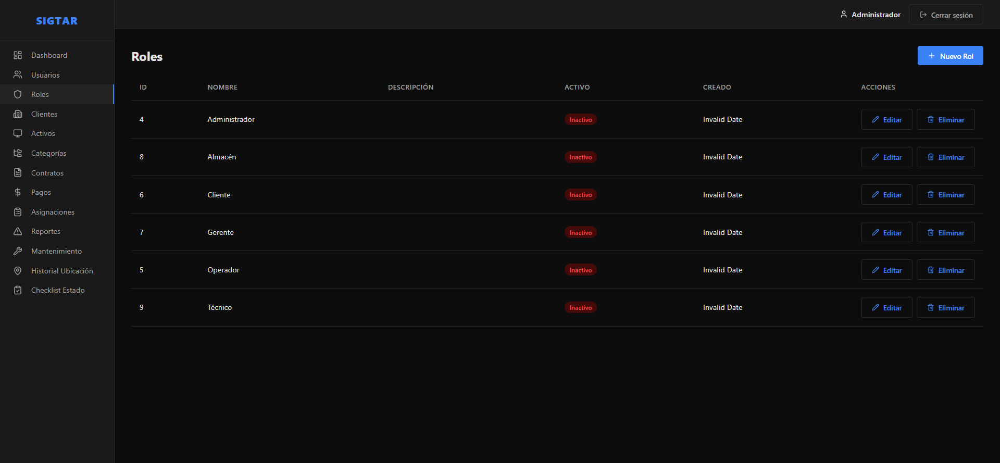 SIGTAR
Administrador
Cerrar sesión
Dashboard
Usuarios
Roles
Clientes
Activos
Categorías
Contratos
Pagos
Asignaciones
Reportes
Mantenimiento
Historial Ubicación
Checklist Estado
Roles
Nuevo Rol
ID NOMBRE DESCRIPCIÓN ACTIVO CREADO ACCIONES
4 Administrador Inactivo Invalid Date Editar Eliminar
8 Almacén Inactivo Invalid Date Editar Eliminar
6 Cliente Inactivo Invalid Date Editar Eliminar
7 Gerente Inactivo Invalid Date Editar Eliminar
5 Operador Inactivo Invalid Date Editar Eliminar
9 Técnico Inactivo Invalid Date Editar Eliminar